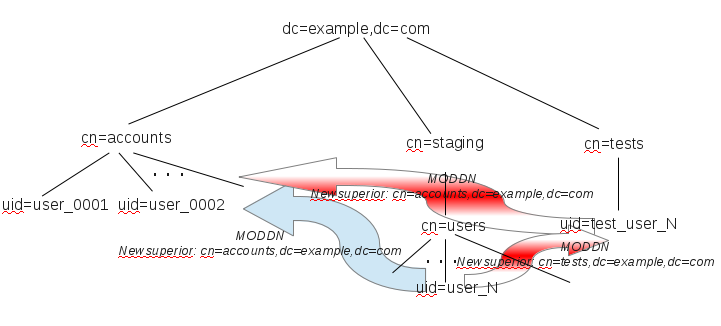 dc=example,dc=com
cn=accounts
cn=staging
cn=tests
. . .
MODDN
Newsuperior: cn=accounts,dc=example,dc=com
uid=user_0001
uid=user_0002
cn=users
uid=test_user_N
MODDN
Newsuperior: cn=accounts,dc=example,dc=com
MODDN
. . .
Newsuperior: cn=tests,dc=example,dc=com
uid=user_N